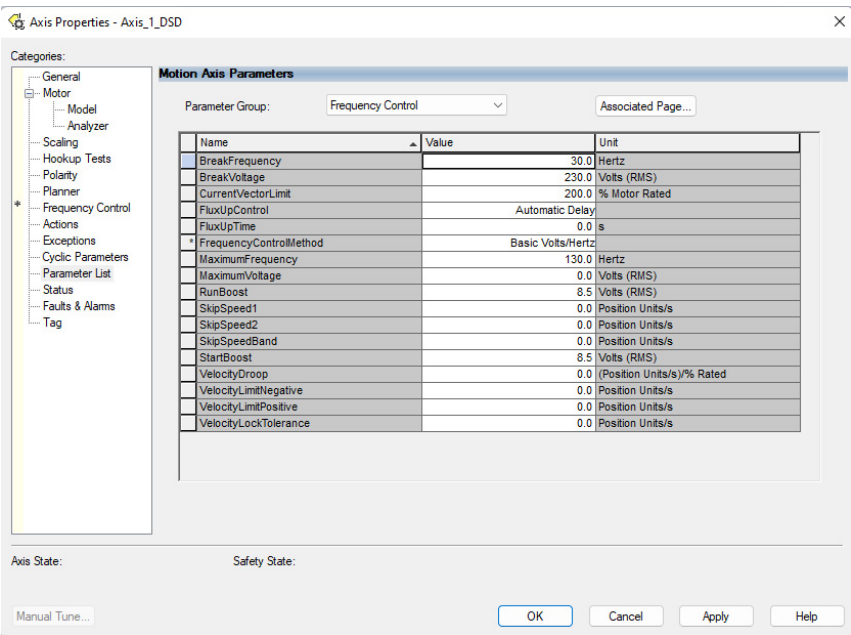 Axis Properties - Axis_1_DSD
Categories:
General
Motor
Model
Analyzer
Scaling
Hookup Tests
Polarity
Planner
* Frequency Control
Actions
Exceptions
Cyclic Parameters
Parameter List
Status
Faults & Alarms
Tag
Motion Axis Parameters
Parameter Group: Frequency Control Associated Page...
Name Value Unit
BreakFrequency 30.0 Hertz
BreakVoltage 230.0 Volts (RMS)
CurrentVectorLimit 200.0 % Motor Rated
FluxUpControl Automatic Delay
FluxUpTime 0.0 s
* FrequencyControlMethod Basic Volts/Hertz
MaximumFrequency 130.0 Hertz
MaximumVoltage 0.0 Volts (RMS)
RunBoost 8.5 Volts (RMS)
SkipSpeed1 0.0 Position Units/s
SkipSpeed2 0.0 Position Units/s
SkipSpeedBand 0.0 Position Units/s
StartBoost 8.5 Volts (RMS)
VelocityDroop 0.0 (Position Units/s)/% Rated
VelocityLimitNegative 0.0 Position Units/s
VelocityLimitPositive 0.0 Position Units/s
VelocityLockTolerance 0.0 Position Units/s
Axis State: Safety State:
Manual Tune... OK Cancel Apply Help